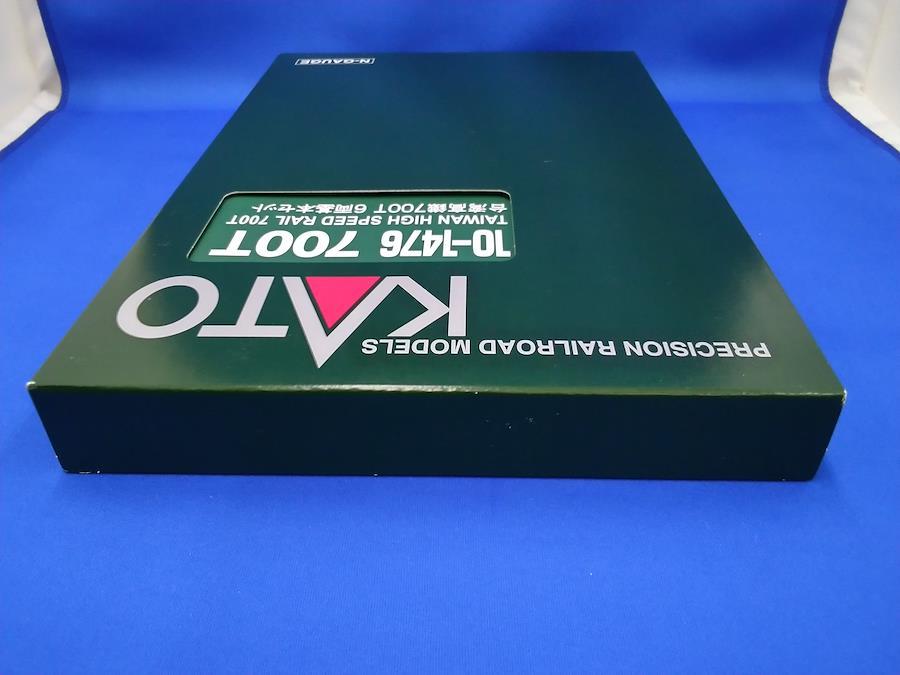 PRECISION RAILROAD MODELS
KATO
10-1476 700T
TAIWAN HIGH SPEED RAIL 700T
台湾高鐵700T 6両基本セット
N-GAUGE